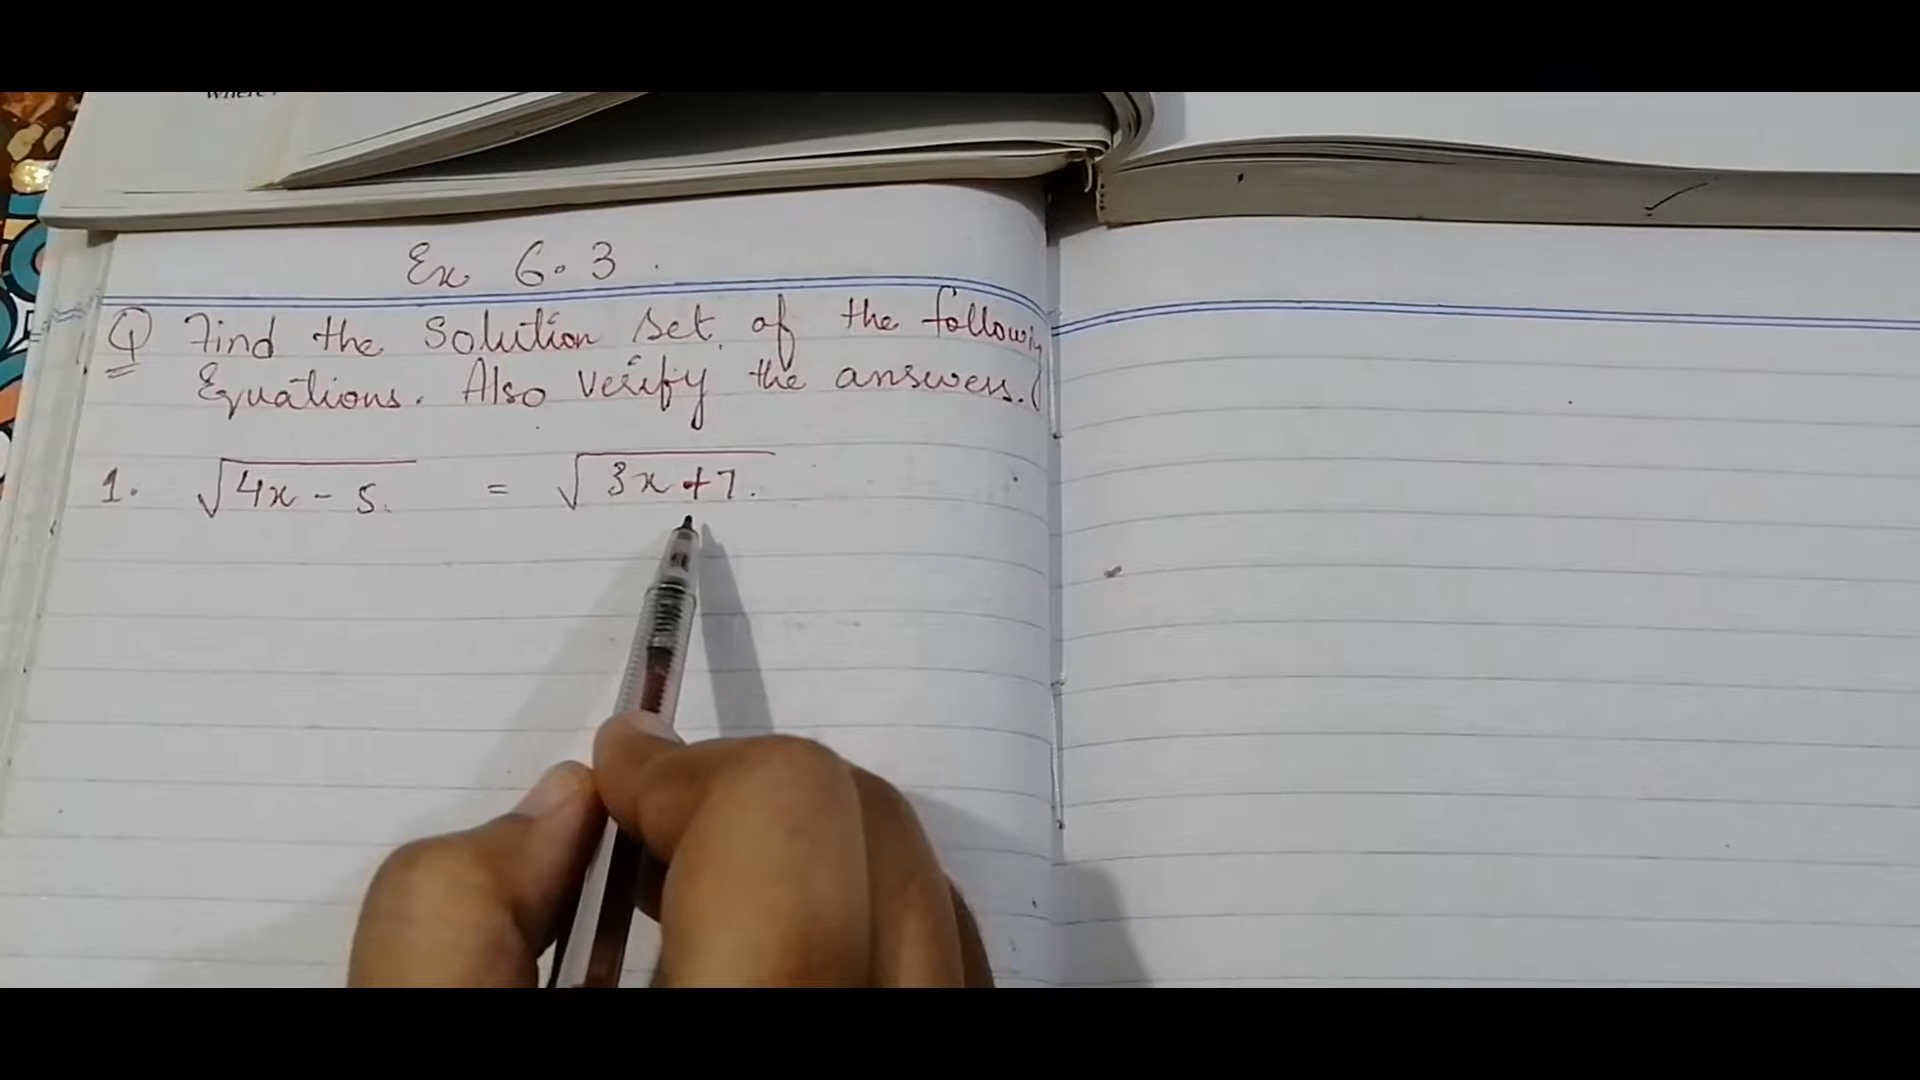 Ex 6.3.
Q Find the Solution set of the following
Equations. Also verify the answers.
1. √4x - 5. = √3x+7.